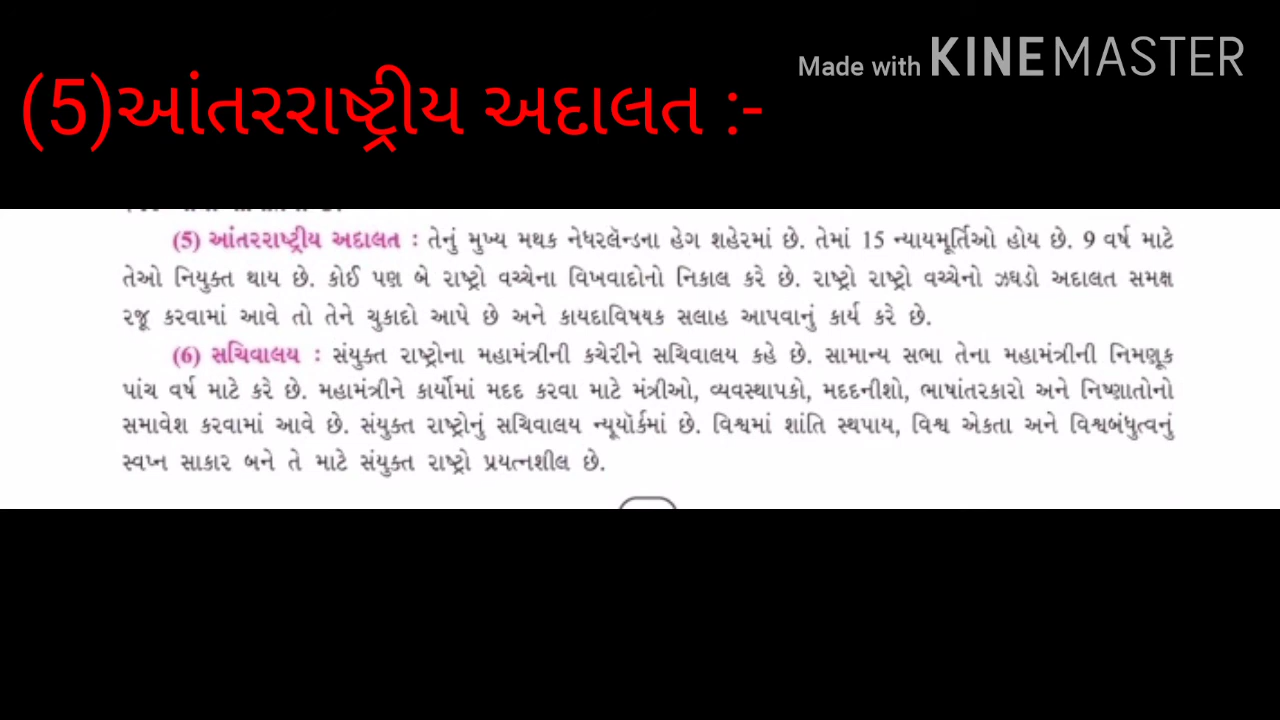 Made with KINEMASTER
(5)આંતરરાષ્ટ્રીય અદાલત :-
(5) આંતરરાષ્ટ્રીય અદાલત : તેનું મુખ્ય મથક નેધરલૅન્ડના હેગ શહેરમાં છે. તેમાં 15 ન્યાયમૂર્તિઓ હોય છે. 9 વર્ષ માટે
તેઓ નિયુક્ત થાય છે. કોઈ પણ બે રાષ્ટ્રો વચ્ચેના વિખવાદોનો નિકાલ કરે છે. રાષ્ટ્રો રાષ્ટ્રો વચ્ચેનો ઝઘડો અદાલત સમક્ષ
રજૂ કરવામાં આવે તો તેને ચુકાદો આપે છે અને કાયદાવિષયક સલાહ આપવાનું કાર્ય કરે છે.
(6) સચિવાલય : સંયુક્ત રાષ્ટ્રોના મહામંત્રીની કચેરીને સચિવાલય કહે છે. સામાન્ય સભા તેના મહામંત્રીની નિમણૂક
પાંચ વર્ષ માટે કરે છે. મહામંત્રીને કાર્યોમાં મદદ કરવા માટે મંત્રીઓ, વ્યવસ્થાપકો, મદદનીશો, ભાષાંતરકારો અને નિષ્ણાતોનો
સમાવેશ કરવામાં આવે છે. સંયુક્ત રાષ્ટ્રોનું સચિવાલય ન્યૂયૉર્કમાં છે. વિશ્વમાં શાંતિ સ્થપાય, વિશ્વ એકતા અને વિશ્વબંધુત્વનું
સ્વપ્ન સાકાર બને તે માટે સંયુક્ત રાષ્ટ્રો પ્રયત્નશીલ છે.